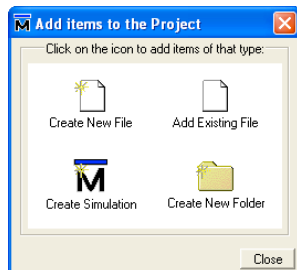 Add items to the Project
Click on the icon to add items of that type:
Create New File
Add Existing File
Create Simulation
Create New Folder
Close